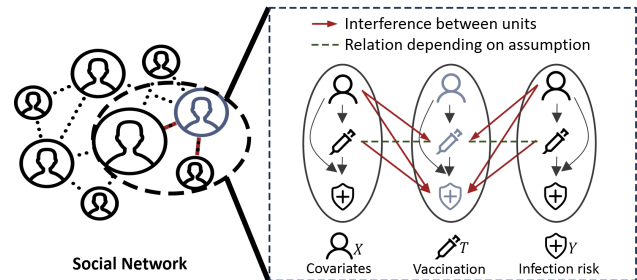 Interference between units
Relation depending on assumption
X
T
Y
Covariates
Vaccination
Infection risk
Social Network